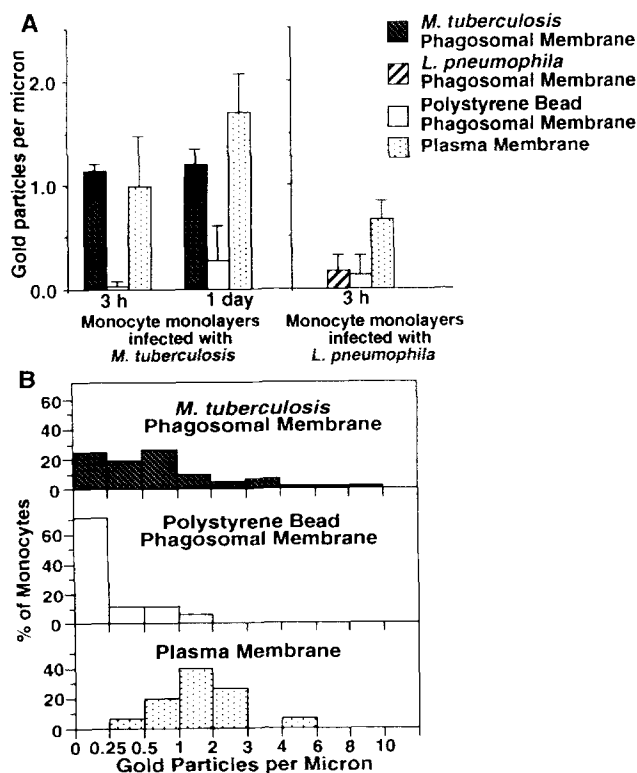 A
M. tuberculosis
Phagosomal Membrane
L. pneumophila
Phagosomal Membrane
Polystyrene Bead
Phagosomal Membrane
Plasma Membrane
Gold particles per micron
2.0
1.0
0.0
3 h
1 day
3 h
Monocyte monolayers
infected with
M. tuberculosis
Monocyte monolayers
infected with
L. pneumophila
B
% of Monocytes
60
40
20
0
M. tuberculosis
Phagosomal Membrane
60
40
20
0
Polystyrene Bead
Phagosomal Membrane
40
20
0
Plasma Membrane
0 0.25 0.5 1 2 3 4 6 8 10
Gold Particles per Micron